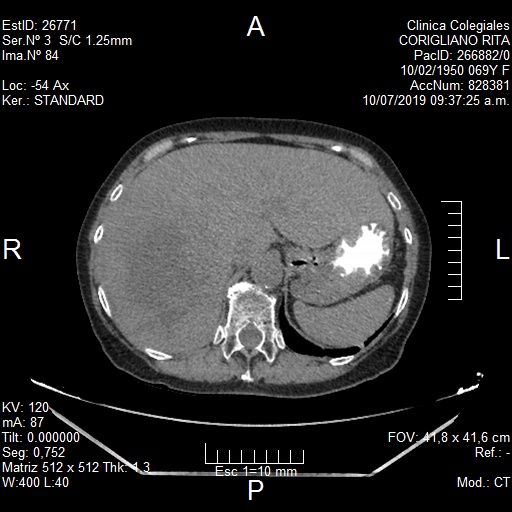 EstID: 26771
Ser.Nº 3 S/C 1.25mm
Ima.Nº 84
Loc: -54 Ax
Ker.: STANDARD
A
Clinica Colegiales
CORIGLIANO RITA
PacID: 266882/0
10/02/1950 069Y F
AccNum: 828381
10/07/2019 09:37:25 a.m.
R
L
KV: 120
mA: 87
Tilt: 0.000000
Seg: 0,752
Matriz 512 x 512 Thk: 1.3
W:400 L:40
Esc 1=10 mm
P
FOV: 41,8 x 41,6 cm
Ref.: -
Mod.: CT